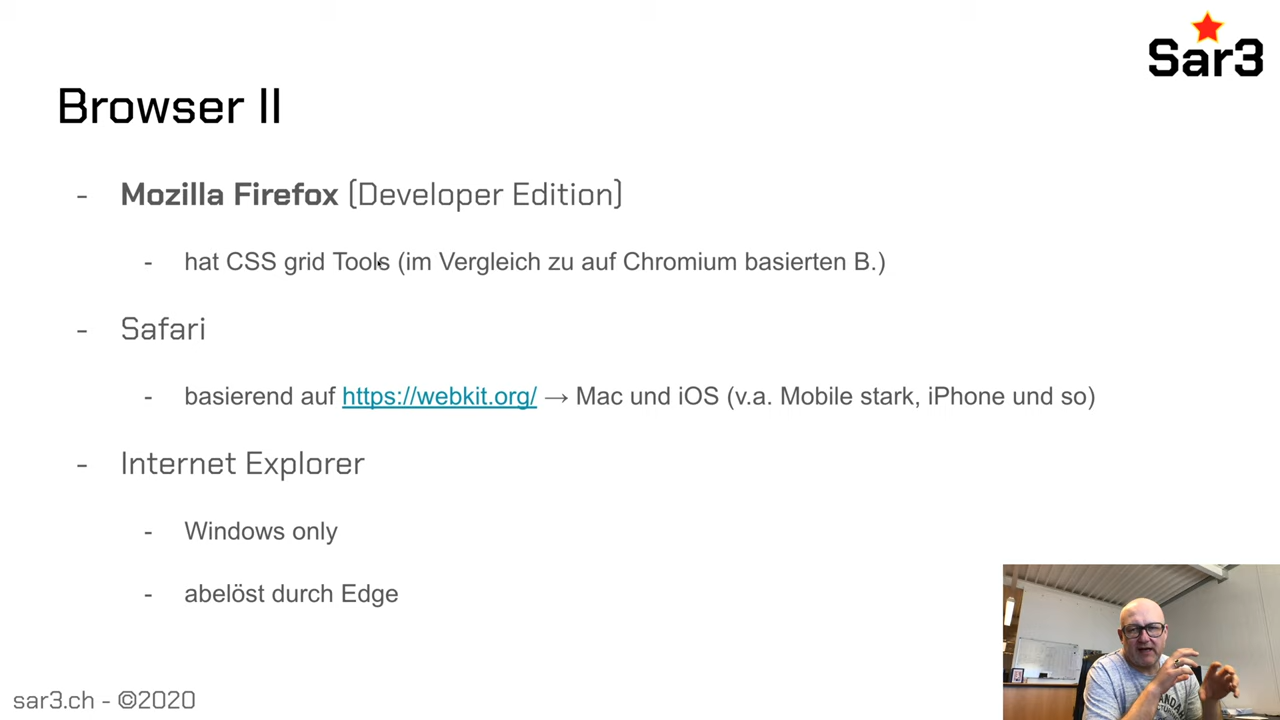 Sar3
Browser II
- Mozilla Firefox (Developer Edition)
- hat CSS grid Tools (im Vergleich zu auf Chromium basierten B.)
- Safari
- basierend auf https://webkit.org/ → Mac und iOS (v.a. Mobile stark, iPhone und so)
- Internet Explorer
- Windows only
- abelöst durch Edge
sar3.ch - ©2020